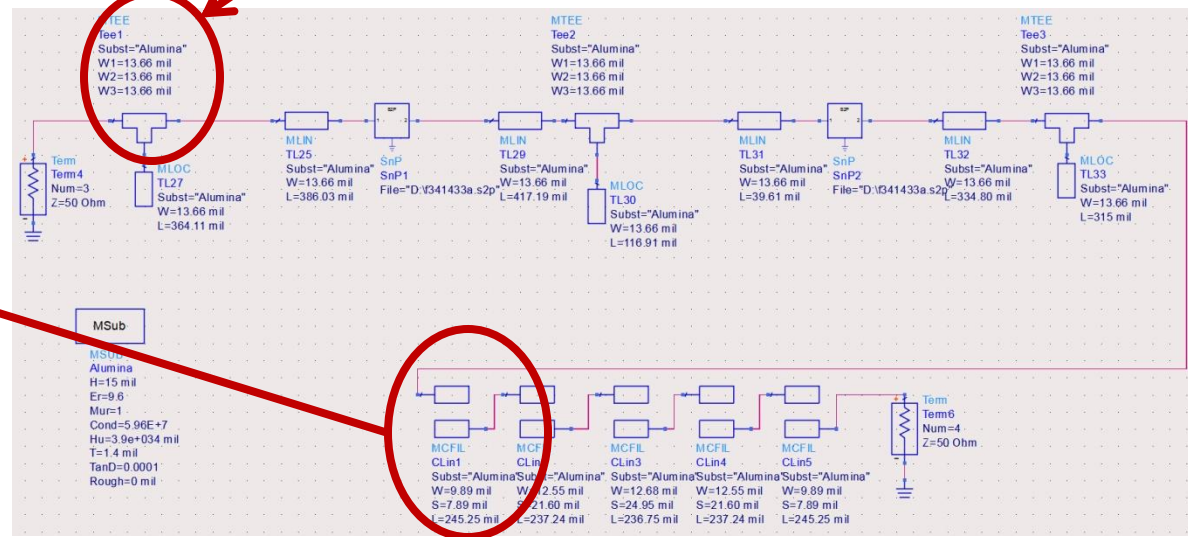 MTEE
Tee1
Subst="Alumina"
W1=13.66 mil
W2=13.66 mil
W3=13.66 mil
MTEE
Tee2
Subst="Alumina"
W1=13.66 mil
W2=13.66 mil
W3=13.66 mil
MTEE
Tee3
Subst="Alumina"
W1=13.66 mil
W2=13.66 mil
W3=13.66 mil
Term
Term4
Num=3
Z=50 Ohm
MLOC
TL27
Subst="Alumina"
W=13.66 mil
L=364.11 mil
MLIN
TL25
Subst="Alumina"
W=13.66 mil
L=386.03 mil
S2P
1 2
SnP
SnP1
File="D:\f341433a.s2p"
MLIN
TL29
Subst="Alumina"
W=13.66 mil
L=417.19 mil
MLOC
TL30
Subst="Alumina"
W=13.66 mil
L=116.91 mil
MLIN
TL31
Subst="Alumina"
W=13.66 mil
L=39.61 mil
S2P
1 2
SnP
SnP2
File="D:\f341433a.s2p"
MLIN
TL32
Subst="Alumina"
W=13.66 mil
L=334.80 mil
MLOC
TL33
Subst="Alumina"
W=13.66 mil
L=315 mil
MSub
MSUB
Alumina
H=15 mil
Er=9.6
Mur=1
Cond=5.96E+7
Hu=3.9e+034 mil
T=1.4 mil
TanD=0.0001
Rough=0 mil
MCFIL
CLin1
Subst="Alumina"
W=9.89 mil
S=7.89 mil
L=245.25 mil
MCFIL
Subst="Alumina"
W=12.55 mil
S=21.60 mil
L=237.24 mil
MCFIL
CLin3
Subst="Alumina"
W=12.68 mil
S=24.95 mil
L=236.75 mil
MCFIL
CLin4
Subst="Alumina"
W=12.55 mil
S=21.60 mil
L=237.24 mil
MCFIL
CLin5
Subst="Alumina"
W=9.89 mil
S=7.89 mil
L=245.25 mil
Term
Term6
Num=4
Z=50 Ohm